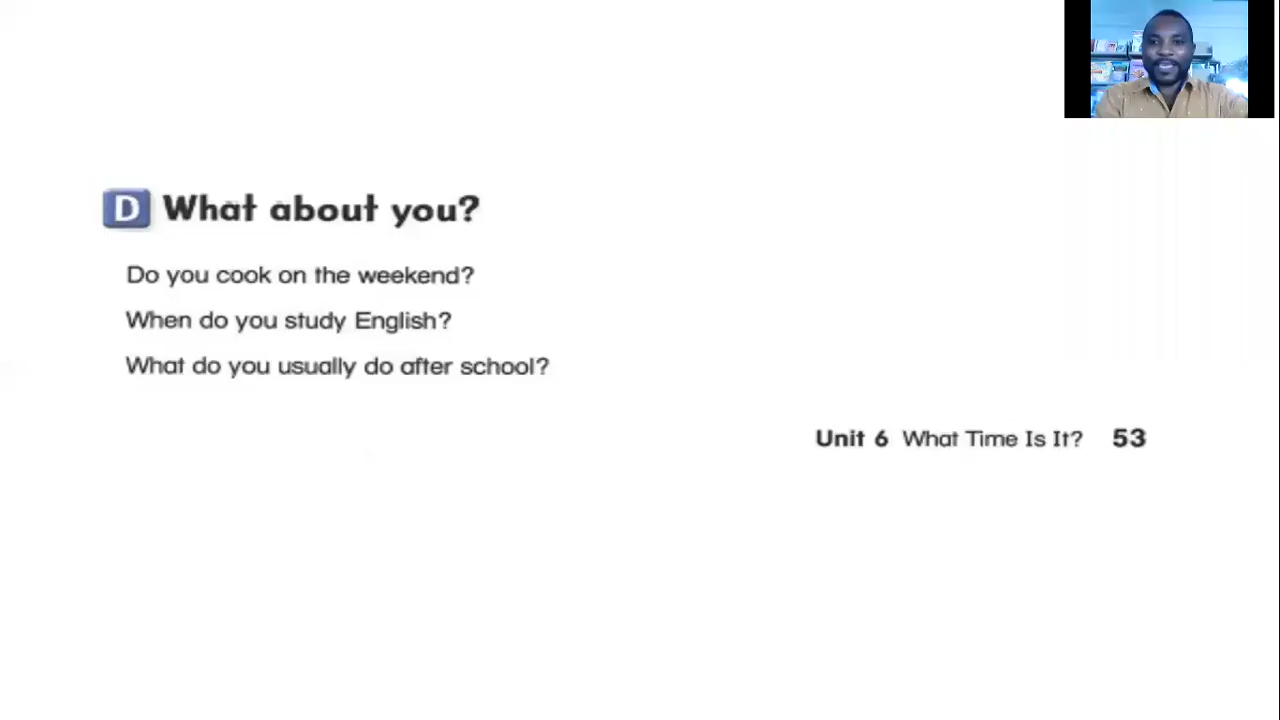 D What about you?
Do you cook on the weekend?
When do you study English?
What do you usually do after school?
Unit 6 What Time Is It? 53